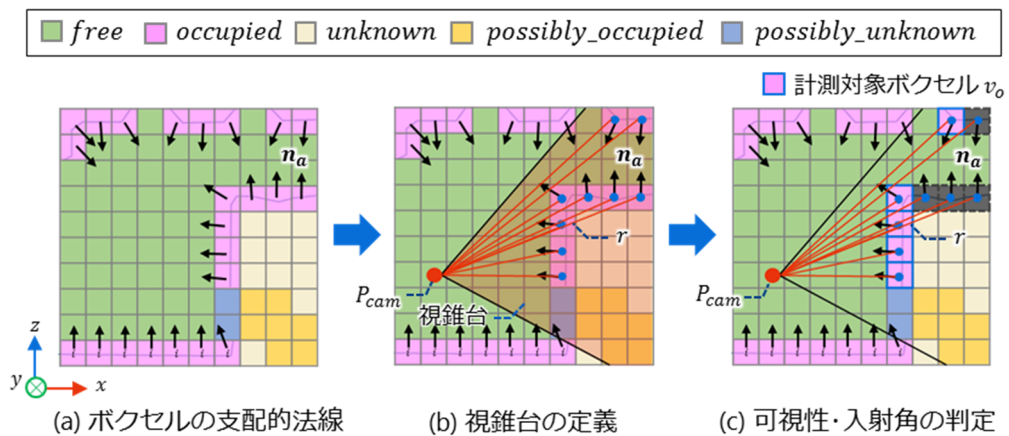 free occupied unknown possibly_occupied possibly_unknown
計測対象ボクセル v_o
n_a
n_a
n_a
r
r
P_cam
視錐台
P_cam
z
y
x
i i i i i i i
i i i i i i i
i i i i i i i
(a) ボクセルの支配的法線
(b) 視錐台の定義
(c) 可視性・入射角の判定